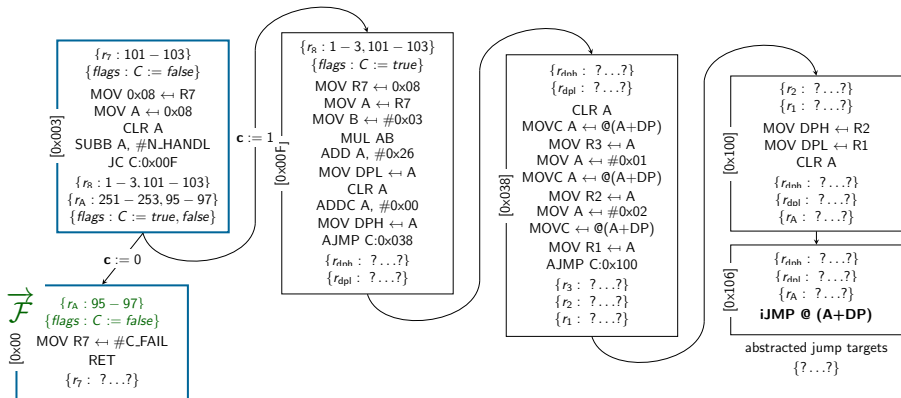 [0x003]
{r7 : 101 − 103}
{flags : C := false}
MOV 0x08 ↤ R7
MOV A ↤ 0x08
CLR A
SUBB A, #N_HANDL
JC C:0x00F
{r8 : 1 − 3, 101 − 103}
{rA : 251 − 253, 95 − 97}
{flags : C := true, false}
c := 1
c := 0
F
[0x00
{rA : 95 − 97}
{flags : C := false}
MOV R7 ↤ #C_FAIL
RET
{r7 : ?...?}
[0x00F]
{r8 : 1 − 3, 101 − 103}
{flags : C := true}
MOV R7 ↤ 0x08
MOV A ↤ R7
MOV B ↤ #0x03
MUL AB
ADD A, #0x26
MOV DPL ↤ A
CLR A
ADDC A, #0x00
MOV DPH ↤ A
AJMP C:0x038
{rdph : ?...?}
{rdpl : ?...?}
[0x038]
{rdph : ?...?}
{rdpl : ?...?}
CLR A
MOVC A ↤ @(A+DP)
MOV R3 ↤ A
MOV A ↤ #0x01
MOVC A ↤ @(A+DP)
MOV R2 ↤ A
MOV A ↤ #0x02
MOVC ↤ @(A+DP)
MOV R1 ↤ A
AJMP C:0x100
{r3 : ?...?}
{r2 : ?...?}
{r1 : ?...?}
[0x100]
{r2 : ?...?}
{r1 : ?...?}
MOV DPH ↤ R2
MOV DPL ↤ R1
CLR A
{rdph : ?...?}
{rdpl : ?...?}
{rA : ?...?}
[0x106]
{rdph : ?...?}
{rdpl : ?...?}
{rA : ?...?}
iJMP @ (A+DP)
abstracted jump targets
{?...?}